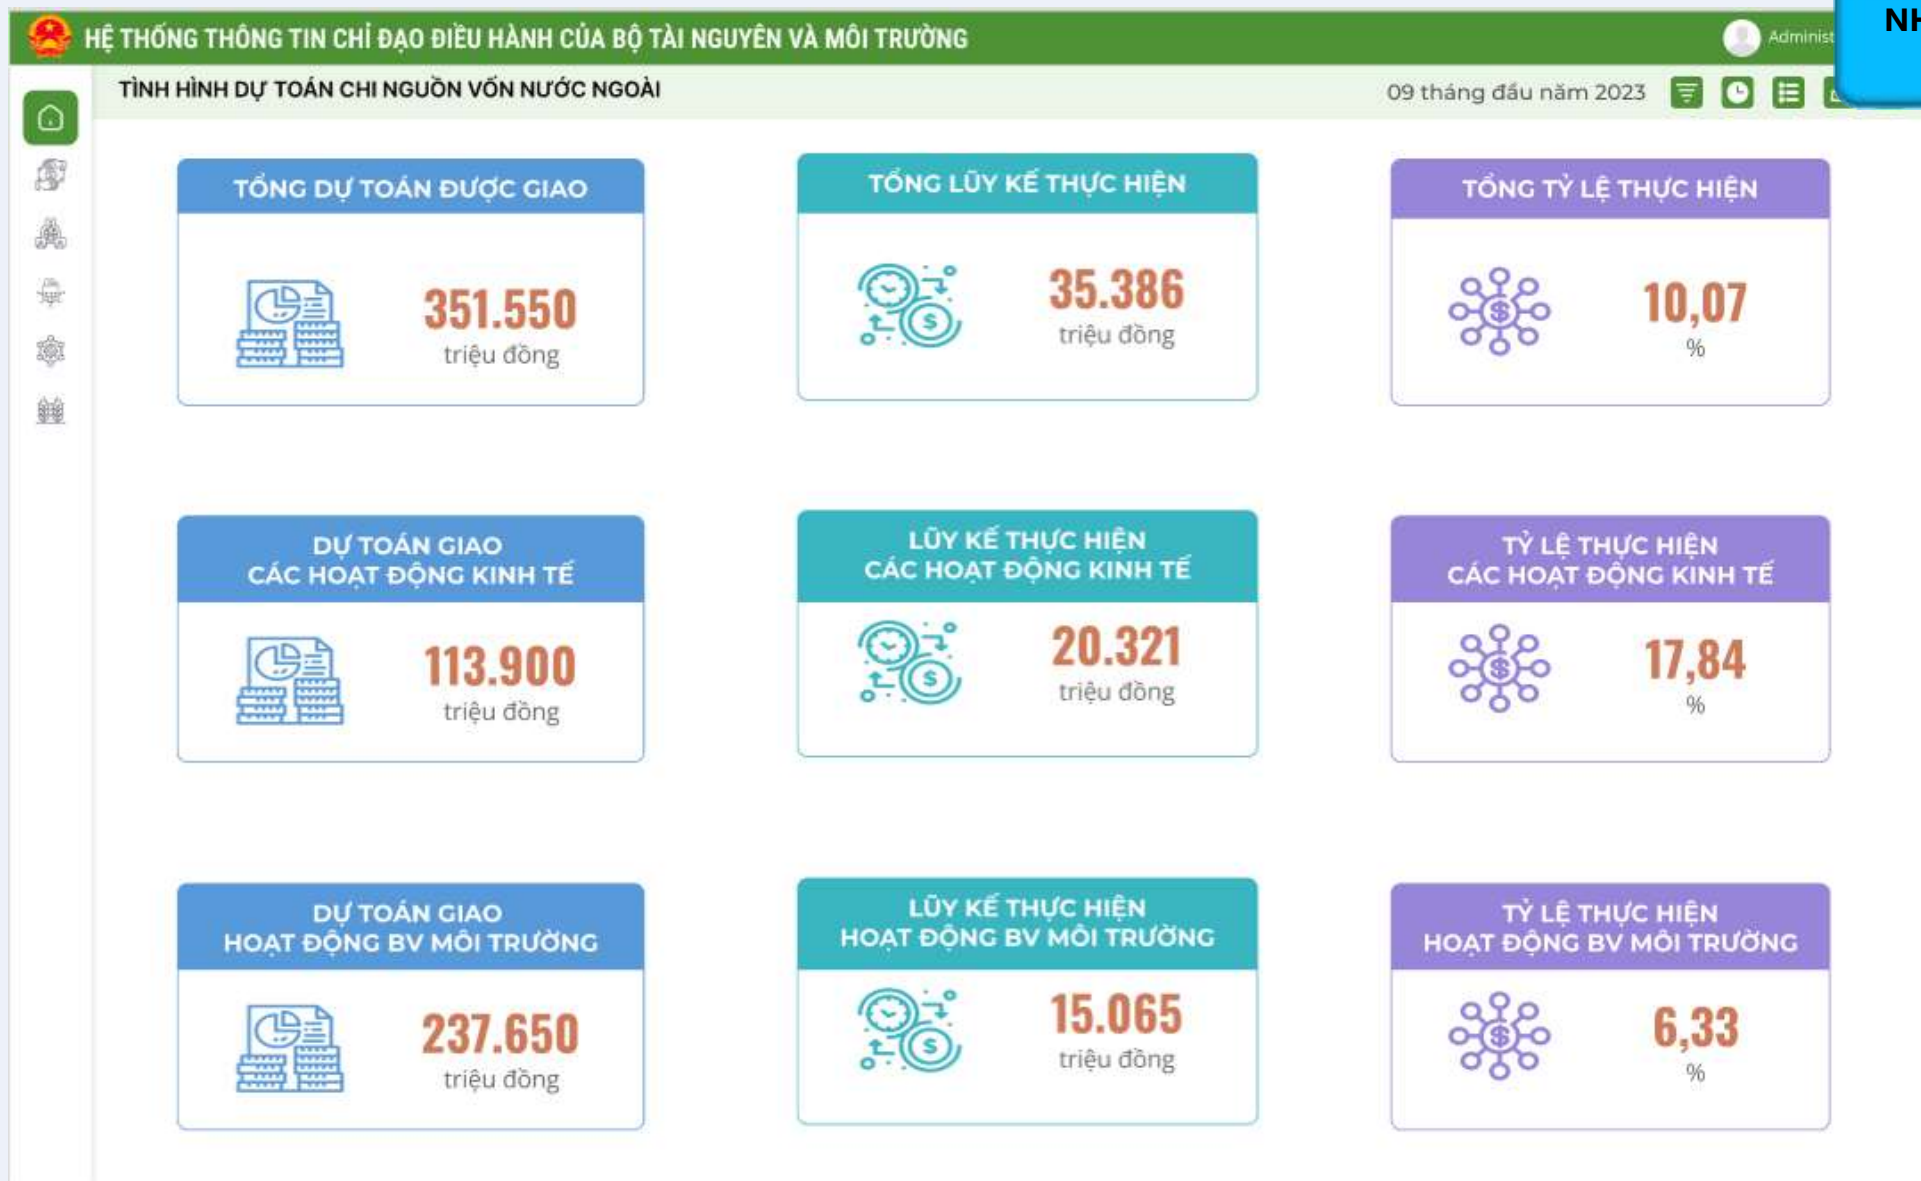 HỆ THỐNG THÔNG TIN CHỈ ĐẠO ĐIỀU HÀNH CỦA BỘ TÀI NGUYÊN VÀ MÔI TRƯỜNG
TÌNH HÌNH DỰ TOÁN CHI NGUỒN VỐN NƯỚC NGOÀI
09 tháng đầu năm 2023
TỔNG DỰ TOÁN ĐƯỢC GIAO
351.550
triệu đồng
TỔNG LŨY KẾ THỰC HIỆN
35.386
triệu đồng
TỔNG TỶ LỆ THỰC HIỆN
10,07
%
DỰ TOÁN GIAO
CÁC HOẠT ĐỘNG KINH TẾ
113.900
triệu đồng
LŨY KẾ THỰC HIỆN
CÁC HOẠT ĐỘNG KINH TẾ
20.321
triệu đồng
TỶ LỆ THỰC HIỆN
CÁC HOẠT ĐỘNG KINH TẾ
17,84
%
DỰ TOÁN GIAO
HOẠT ĐỘNG BV MÔI TRƯỜNG
237.650
triệu đồng
LŨY KẾ THỰC HIỆN
HOẠT ĐỘNG BV MÔI TRƯỜNG
15.065
triệu đồng
TỶ LỆ THỰC HIỆN
HOẠT ĐỘNG BV MÔI TRƯỜNG
6,33
%